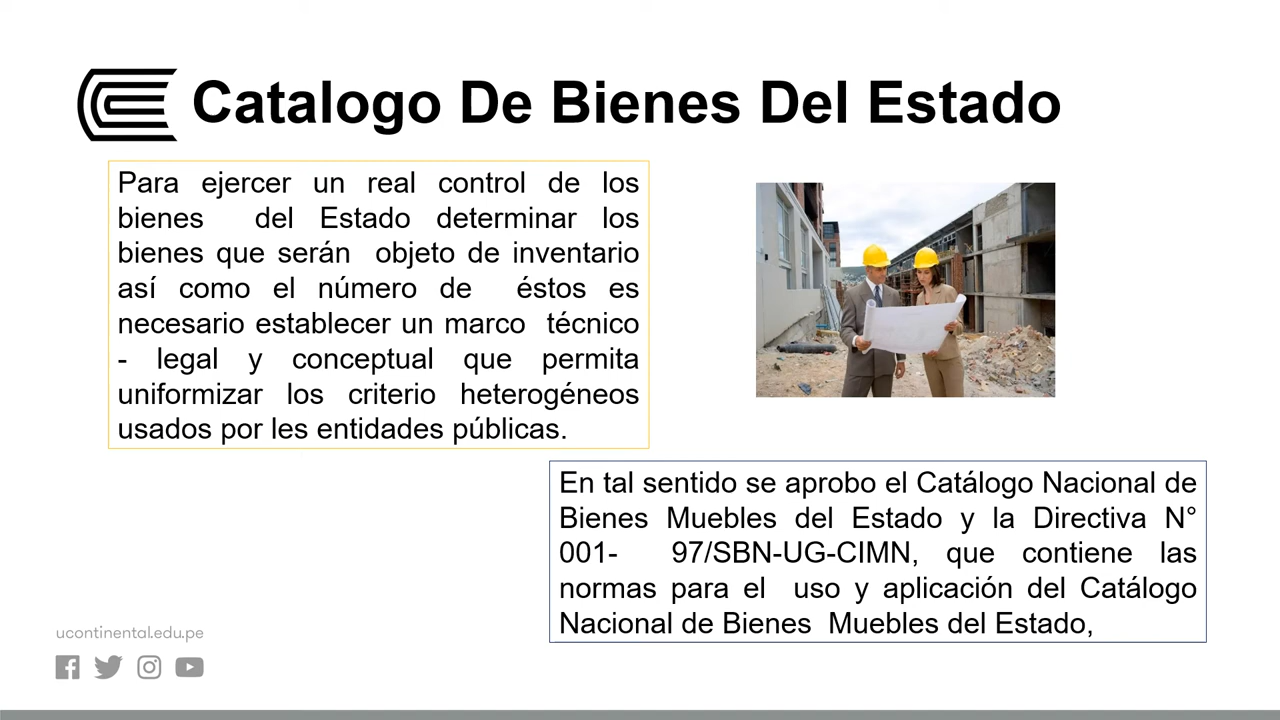 Catalogo De Bienes Del Estado
Para ejercer un real control de los
bienes del Estado determinar los
bienes que serán objeto de inventario
así como el número de éstos es
necesario establecer un marco técnico
- legal y conceptual que permita
uniformizar los criterio heterogéneos
usados por les entidades públicas.
En tal sentido se aprobo el Catálogo Nacional de
Bienes Muebles del Estado y la Directiva N°
001- 97/SBN-UG-CIMN, que contiene las
normas para el uso y aplicación del Catálogo
Nacional de Bienes Muebles del Estado,
ucontinental.edu.pe